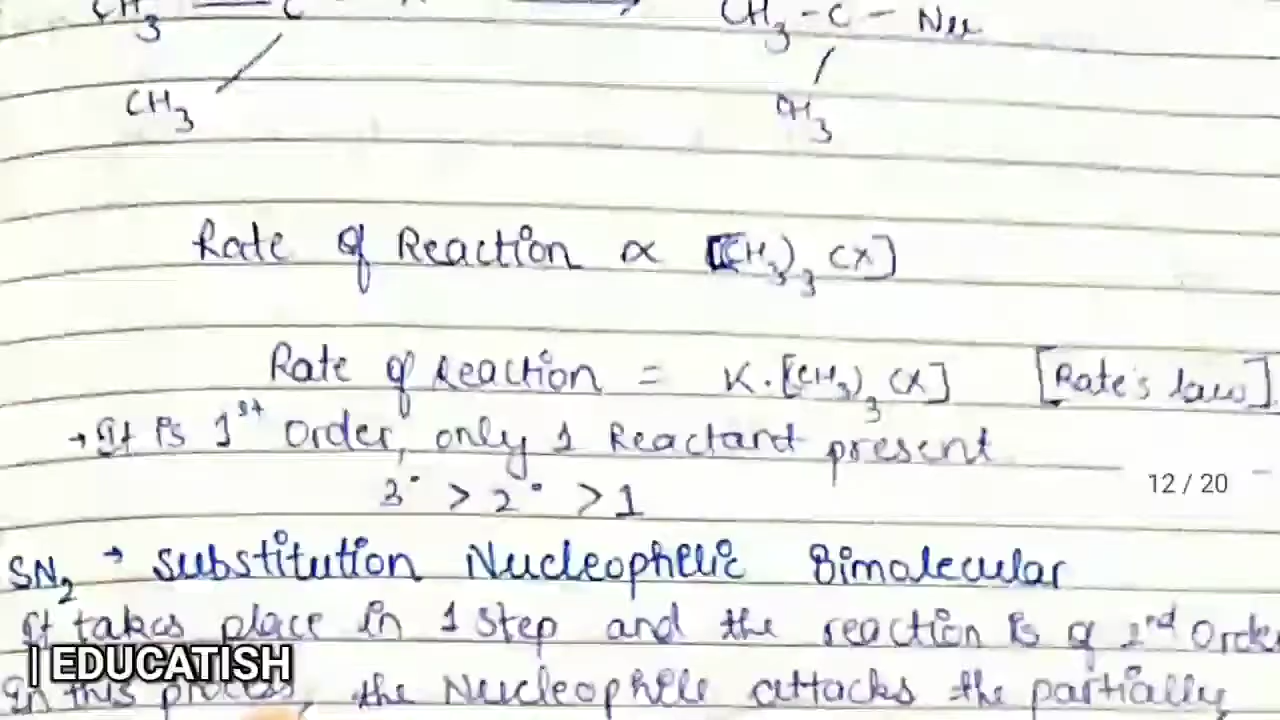 CH3 C CH3 - C - Nu
CH3 CH3
Rate of Reaction ∝ [(CH3)3 CX]
Rate of Reaction = K.[(CH3)3 CX] [Rate's law]
→ It is 1st Order, only 1 Reactant present
12 / 20
3° > 2° > 1
SN2 → Substitution Nucleophilic Bimolecular
It takes place in 1 step and the reaction is of 2nd Order
| EDUCATISH
In this process, the Nucleophile attacks the partially